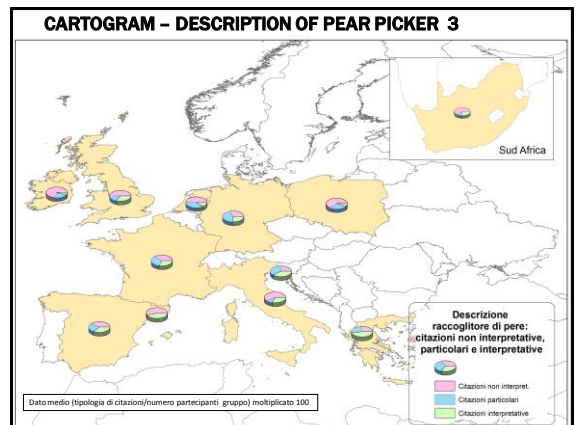 CARTOGRAM – DESCRIPTION OF PEAR PICKER 3
Sud Africa
Descrizione
raccoglitore di pere:
citazioni non interpretative,
particolari e interpretative
Citazioni non interpret.
Citazioni particolari
Citazioni interpretative
Dato medio (tipologia di citazioni/numero partecipanti gruppo) moltiplicato 100